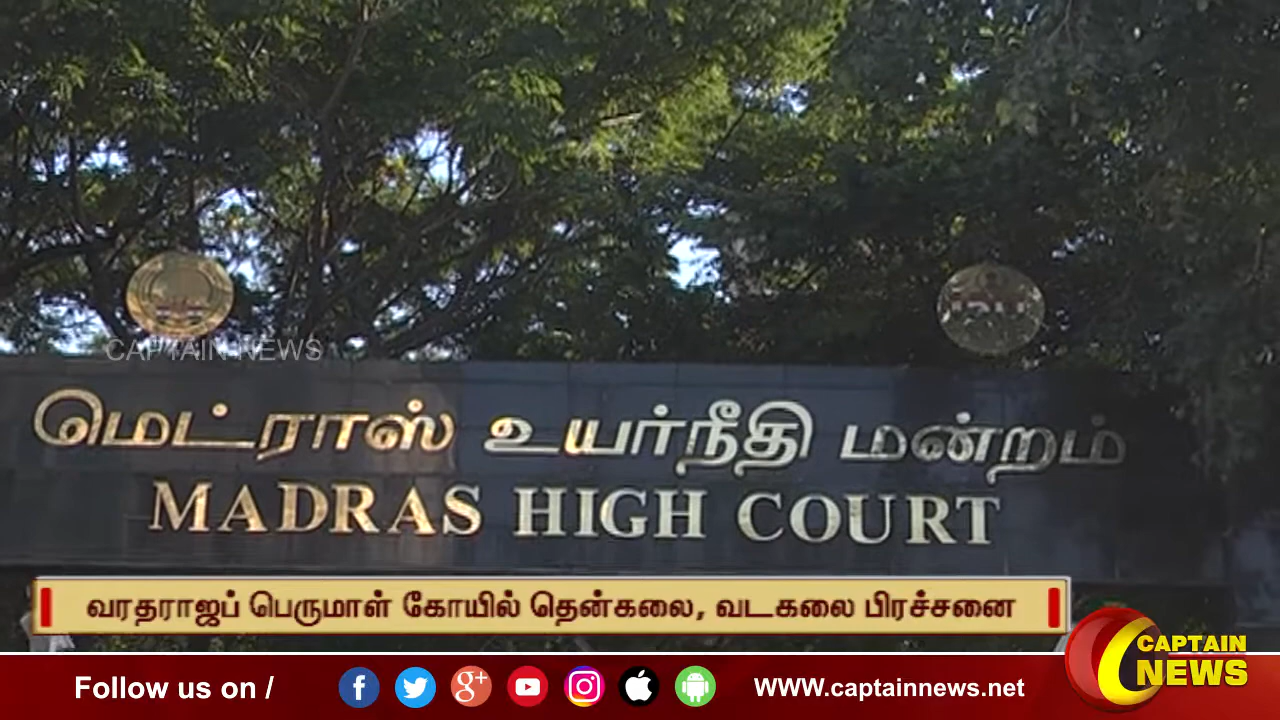 CAPTAIN NEWS
மெட்ராஸ் உயர்நீதி மன்றம்
MADRAS HIGH COURT
வரதராஜப் பெருமாள் கோயில் தென்கலை, வடகலை பிரச்சனை
Follow us on /
WWW.captainnews.net
CAPTAIN
NEWS